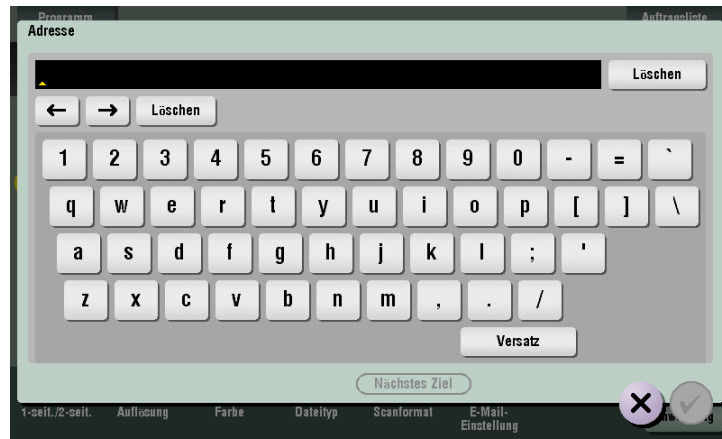 Programm Auftragsliste
Adresse
Löschen
← → Löschen
1 2 3 4 5 6 7 8 9 0 - = `
q w e r t y u i o p [ ] \
a s d f g h j k l ; '
z x c v b n m , . /
Versatz
Nächstes Ziel
1-seit./2-seit. Auflösung Farbe Dateityp Scanformat E-Mail-
Einstellung